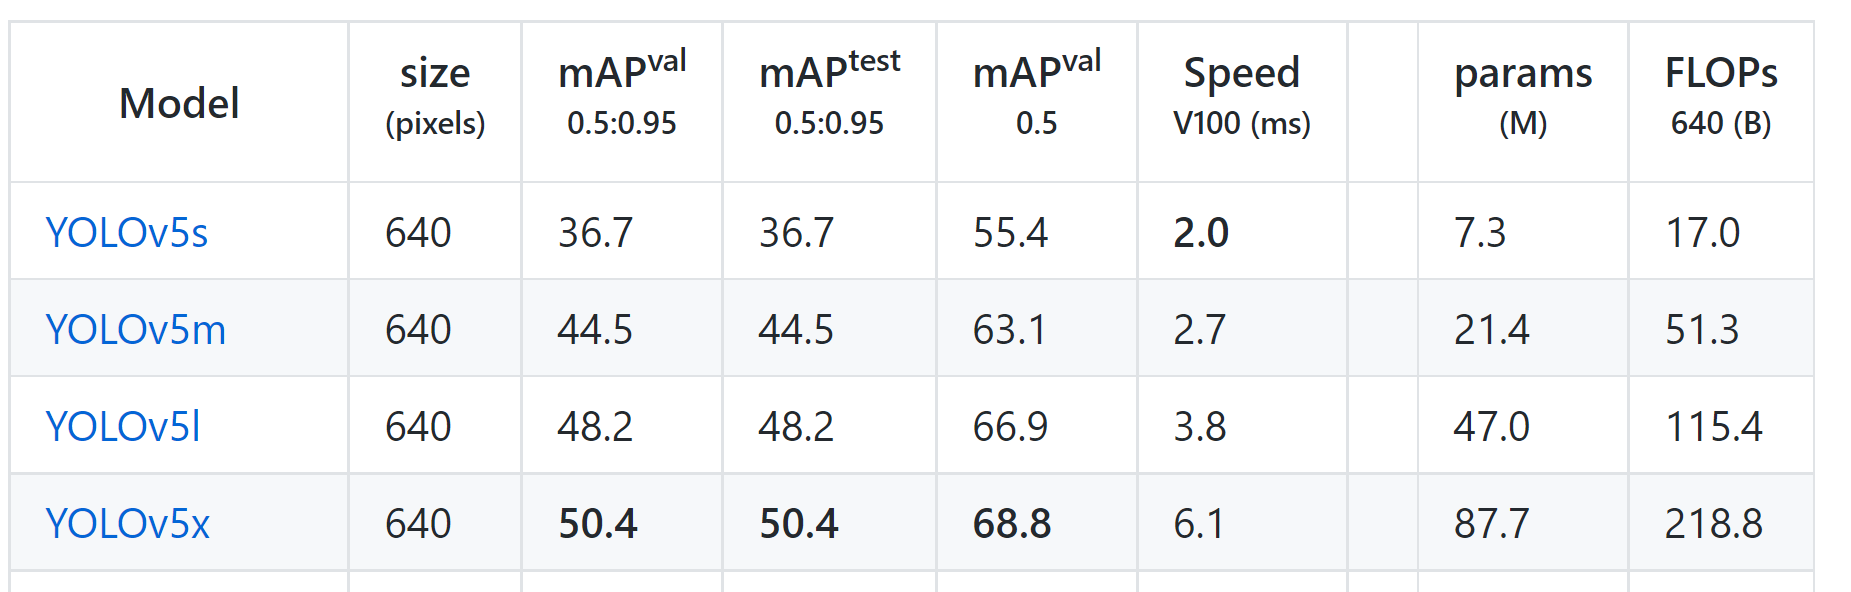 Model size (pixels) mAPval 0.5:0.95 mAPtest 0.5:0.95 mAPval 0.5 Speed V100 (ms) params (M) FLOPs 640 (B)
YOLOv5s 640 36.7 36.7 55.4 2.0 7.3 17.0
YOLOv5m 640 44.5 44.5 63.1 2.7 21.4 51.3
YOLOv5l 640 48.2 48.2 66.9 3.8 47.0 115.4
YOLOv5x 640 50.4 50.4 68.8 6.1 87.7 218.8